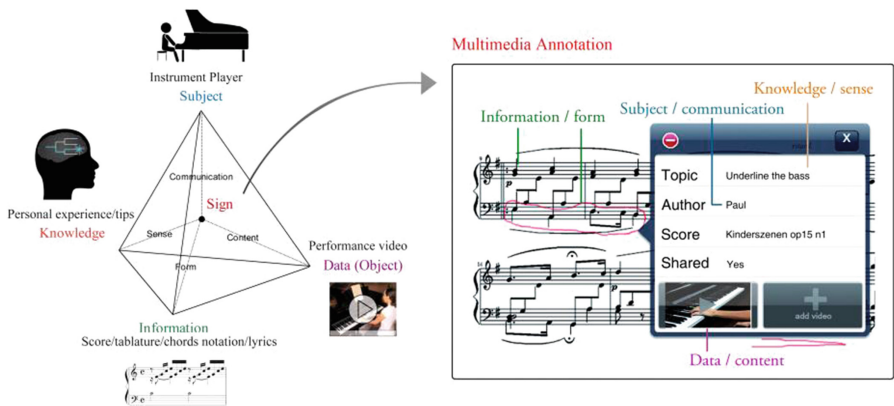 Instrument Player
Subject
Communication
Sign
Personal experience/tips
Knowledge
Sense
Content
Form
Performance video
Data (Object)
Information
Score/tablature/chords notation/lyrics
Multimedia Annotation
Knowledge / sense
Subject / communication
Information / form
X
Topic Underline the bass
Author Paul
Score Kinderszenen op15 n1
Shared Yes
add video
Data / content